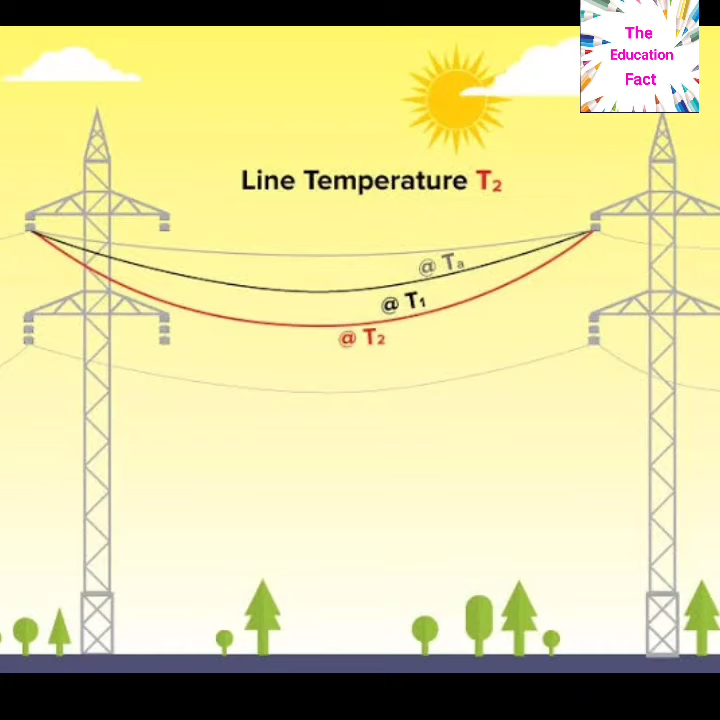 The
Education
Fact
Line Temperature T₂
@ Tₐ
@ T₁
@ T₂